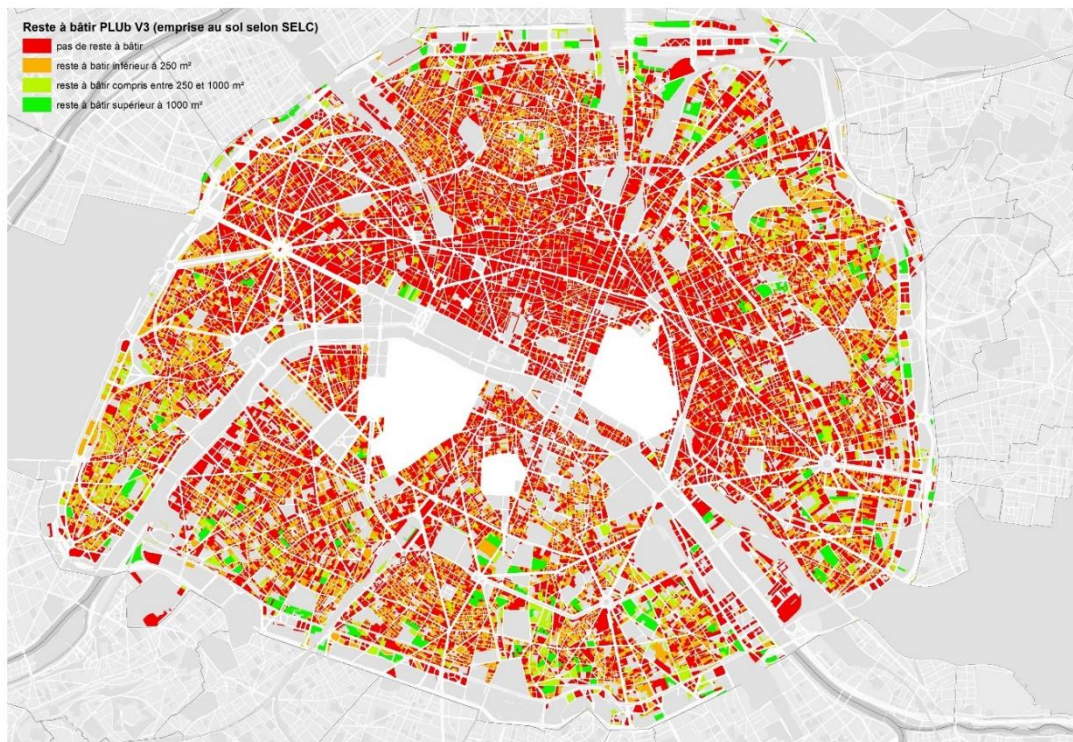 Reste à bâtir PLUb V3 (emprise au sol selon SELC)
pas de reste à bâtir
reste à batir inférieur à 250 m²
reste à bâtir compris entre 250 et 1000 m²
reste à bâtir supérieur à 1000 m²